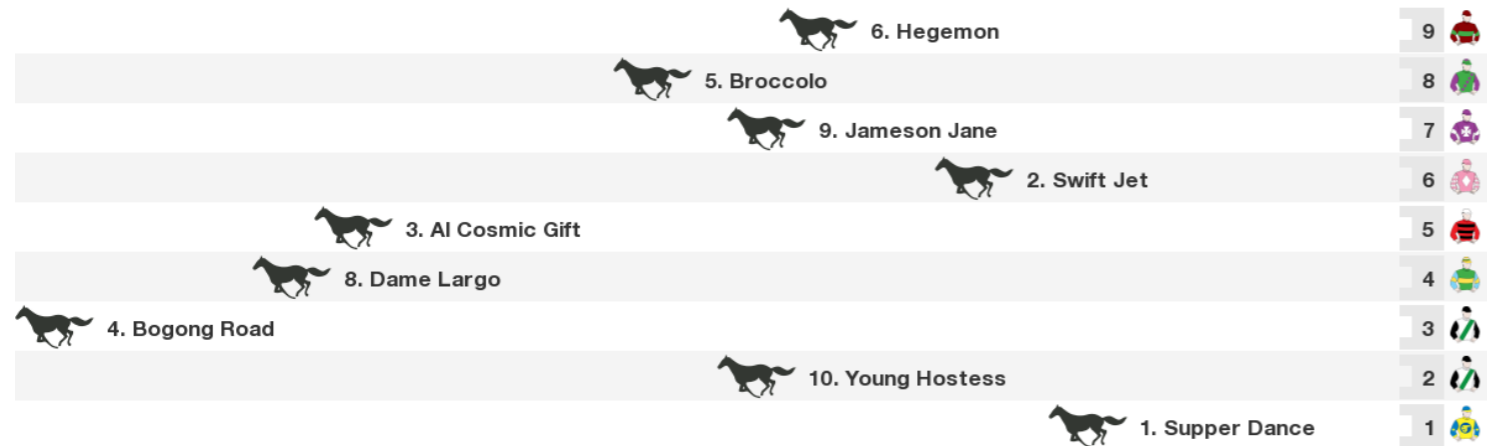 6. Hegemon 9
5. Broccolo 8
9. Jameson Jane 7
2. Swift Jet 6
3. Al Cosmic Gift 5
8. Dame Largo 4
4. Bogong Road 3
10. Young Hostess 2
1. Supper Dance 1